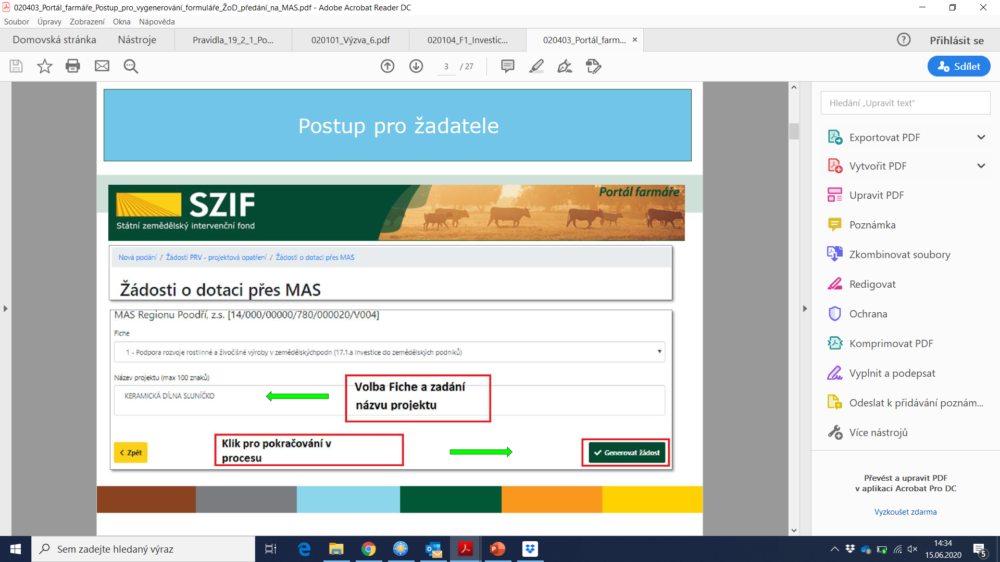 020403_Portál_farmáře_Postup_pro_vygenerování_formuláře_ŽoD_předání_na_MAS.pdf - Adobe Acrobat Reader DC
Soubor Úpravy Zobrazení Okna Nápověda
Domovská stránka Nástroje Pravidla_19_2_1_Po... 020101_Výzva_6.pdf 020104_F1_Investic... 020403_Portál_farm... × ? Přihlásit se
3 / 27 Sdílet
Postup pro žadatele
SZIF
Státní zemědělský intervenční fond
Portál farmáře
Nová podání / Žádosti PRV - projektová opatření / Žádosti o dotaci přes MAS
Žádosti o dotaci přes MAS
MAS Regionu Poodří, z.s. [14/000/00000/780/000020/V004]
Fiche
1 - Podpora rozvoje rostlinné a živočišné výroby v zemědělskýchpodn (17.1.a Investice do zemědělských podniků)
Název projektu (max 100 znaků)
KERAMICKÁ DÍLNA SLUNÍČKO
Volba Fiche a zadání
názvu projektu
Klik pro pokračování v
procesu
Zpět
Generovat žádost
Hledání „Upravit text“
Exportovat PDF
Vytvořit PDF
Upravit PDF
Poznámka
Zkombinovat soubory
Redigovat
Ochrana
Komprimovat PDF
Vyplnit a podepsat
Odeslat k přidávání poznám...
Více nástrojů
Převést a upravit PDF
v aplikaci Acrobat Pro DC
Vyzkoušet zdarma
Sem zadejte hledaný výraz
14:34
15.06.2020
5